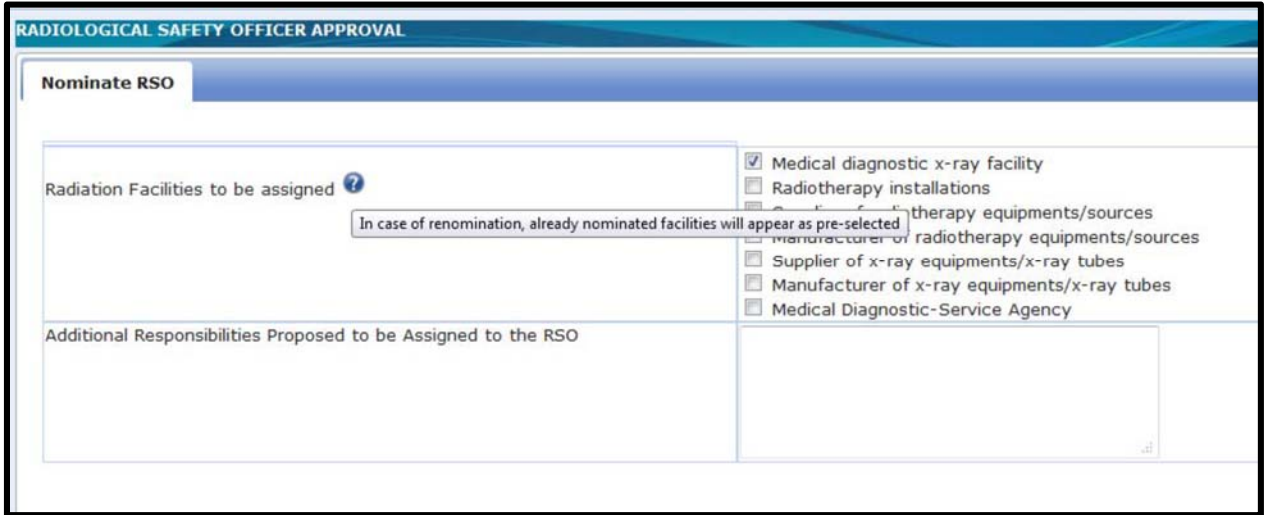 RADIOLOGICAL SAFETY OFFICER APPROVAL
Nominate RSO
Radiation Facilities to be assigned
?
In case of renomination, already nominated facilities will appear as pre-selected
Medical diagnostic x-ray facility
Radiotherapy installations
therapy equipments/sources
Manufacturer of radiotherapy equipments/sources
Supplier of x-ray equipments/x-ray tubes
Manufacturer of x-ray equipments/x-ray tubes
Medical Diagnostic-Service Agency
Additional Responsibilities Proposed to be Assigned to the RSO